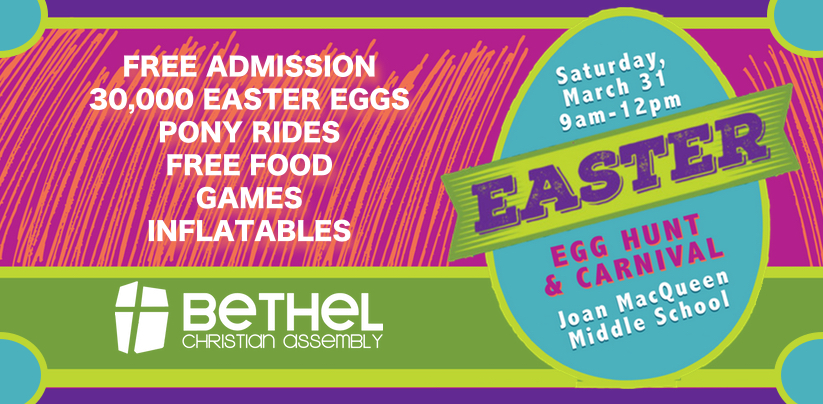 FREE ADMISSION
30,000 EASTER EGGS
PONY RIDES
FREE FOOD
GAMES
INFLATABLES
BETHEL
CHRISTIAN ASSEMBLY
Saturday,
March 31
9am-12pm
EASTER
EGG HUNT
& CARNIVAL
Joan MacQueen
Middle School